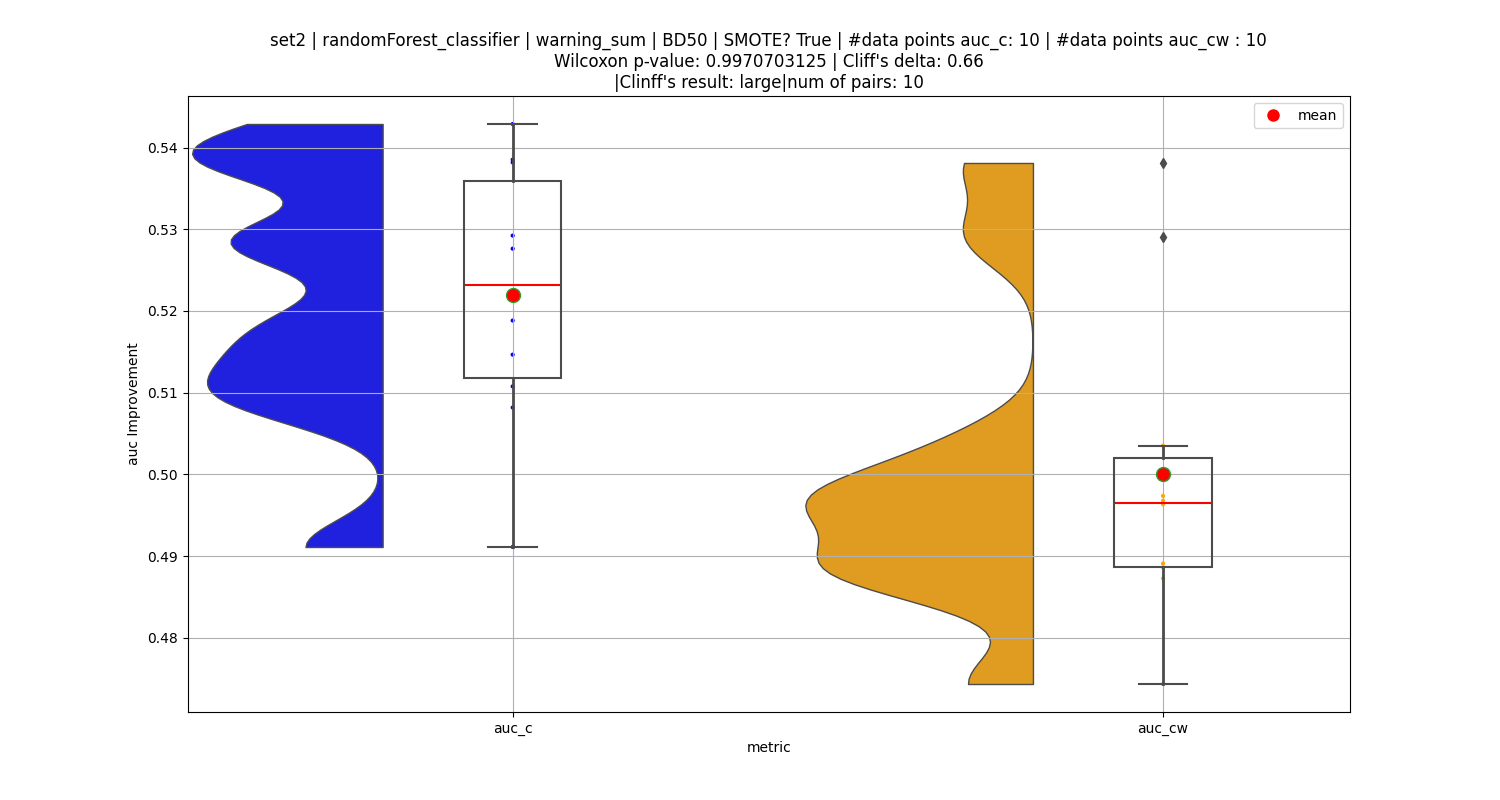 set2 | randomForest_classifier | warning_sum | BD50 | SMOTE? True | #data points auc_c: 10 | #data points auc_cw : 10
Wilcoxon p-value: 0.9970703125 | Cliff's delta: 0.66
|Clinff's result: large|num of pairs: 10
mean
0.54
0.53
0.52
0.51
0.50
0.49
0.48
auc Improvement
auc_c
auc_cw
metric